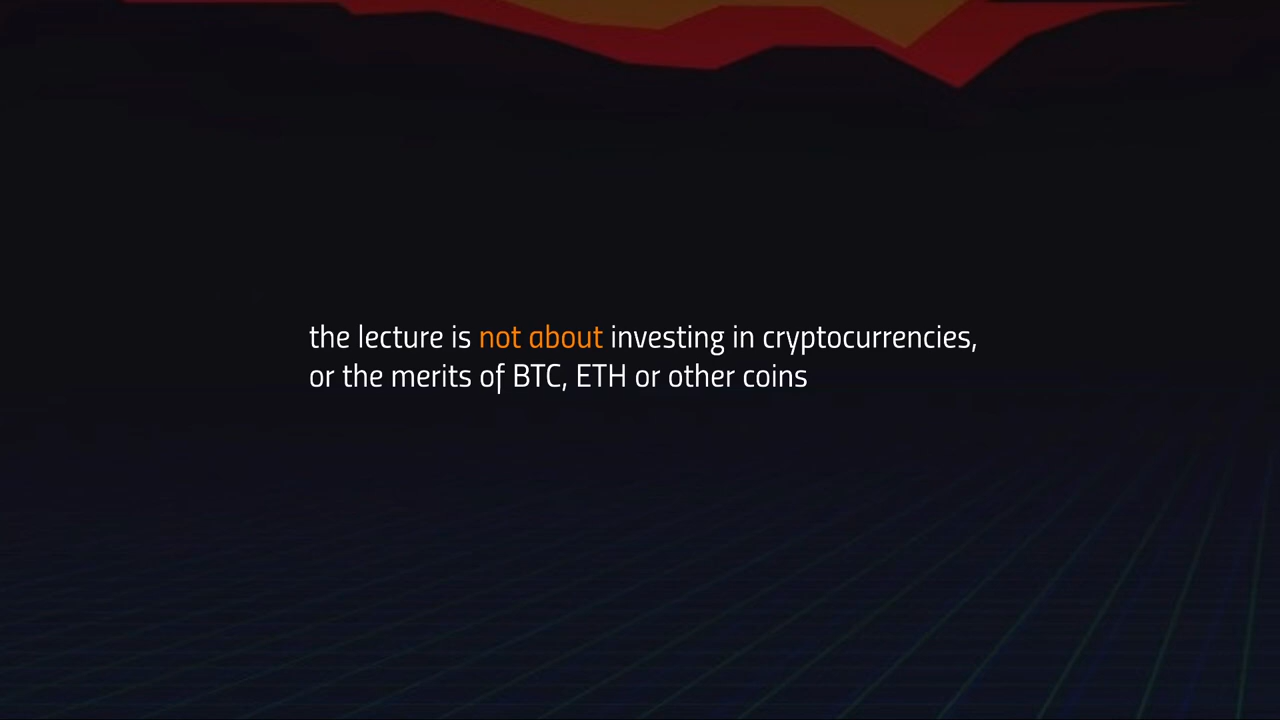 the lecture is not about investing in cryptocurrencies,
or the merits of BTC, ETH or other coins